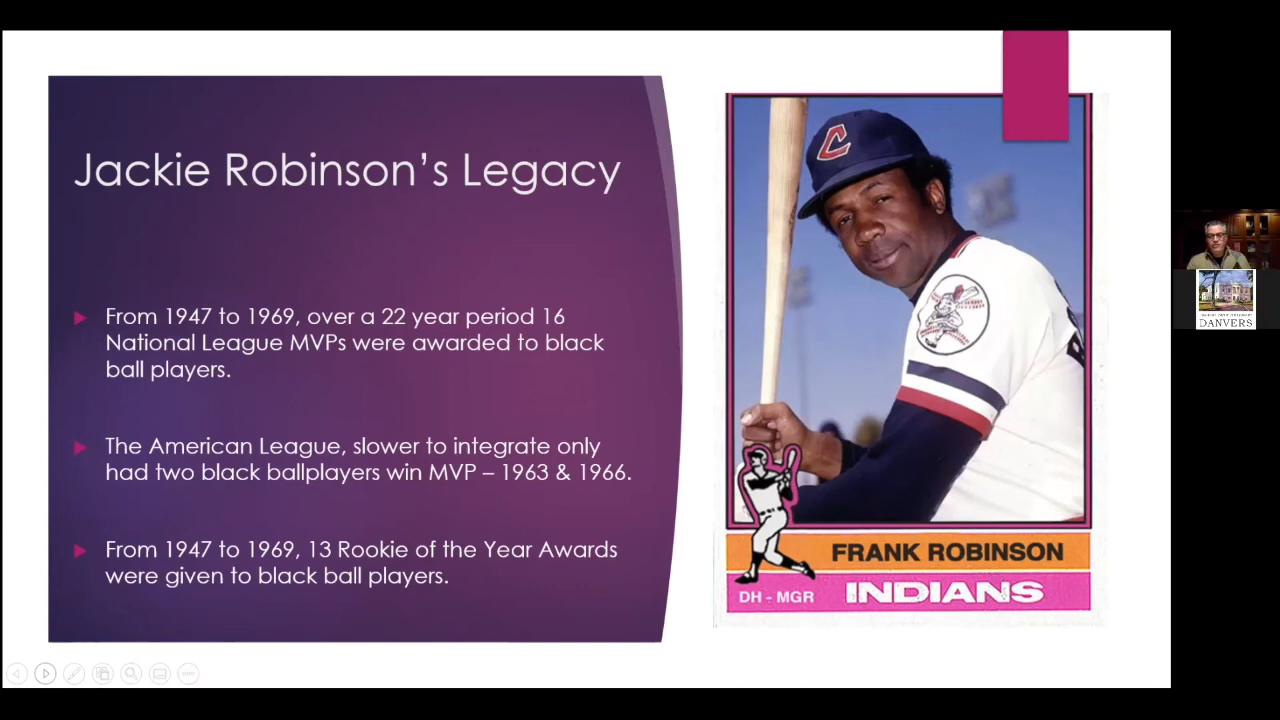 Jackie Robinson's Legacy
From 1947 to 1969, over a 22 year period 16
National League MVPs were awarded to black
ball players.
The American League, slower to integrate only
had two black ballplayers win MVP – 1963 & 1966.
From 1947 to 1969, 13 Rookie of the Year Awards
were given to black ball players.
C
FRANK ROBINSON
DH - MGR INDIANS
DANVERS